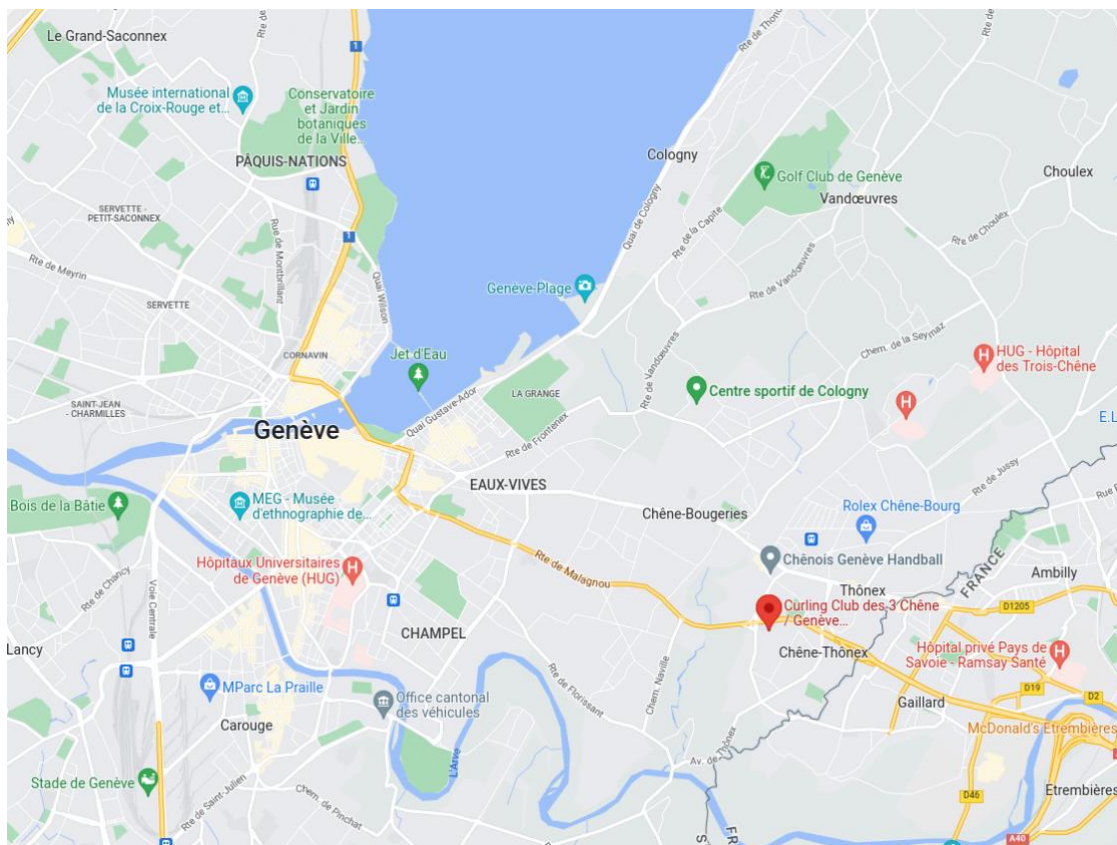 Le Grand-Saconnex
1
Rte de Thonon
Musée international
de la Croix-Rouge et...
Conservatoire
et Jardin
botaniques
de la Ville...
PÂQUIS-NATIONS
Cologny
Golf Club de Genève
Choulex
Vandœuvres
SERVETTE -
PETIT-SACONNEX
Rue de Montbrillant
1
Quai de Cologny
Rte de la Capite
Rte de Choulex
Rte de Meyrin
Quai Wilson
Genève-Plage
Rte de Vandœuvres
SERVETTE
Chem. de la Seymaz
CORNAVIN
Jet d'Eau
HUG - Hôpital
des Trois-Chêne
Rte de Vandœuvres
LA GRANGE
Centre sportif de Cologny
SAINT-JEAN
- CHARMILLES
Quai Gustave-Ador
E.L
Genève
Rte de Frontenex
Rte de Jussy
EAUX-VIVES
Bois de la Bâtie
MEG - Musée
d'ethnographie de...
Chêne-Bougeries
Rolex Chêne-Bourg
Chênois Genève Handball
FRANCE
Ambilly
Hôpitaux Universitaires
de Genève (HUG)
Rte de Malagnou
Rte de Chancy
Voie Centrale
Thônex
Curling Club des 3 Chêne
/ Genève...
D1205
CHAMPEL
Lancy
Chêne-Thônex
Hôpital privé Pays de
Savoie - Ramsay Santé
Chem. Naville
Rte de Florissant
D19
D2
MParc La Praille
Office cantonal
des véhicules
Gaillard
Carouge
McDonald's Etrembières
L'Arve
Av. de Thônex
Stade de Genève
Rte de Saint-Julien
Chem. de Pinchat
D46
Etrembières
A40